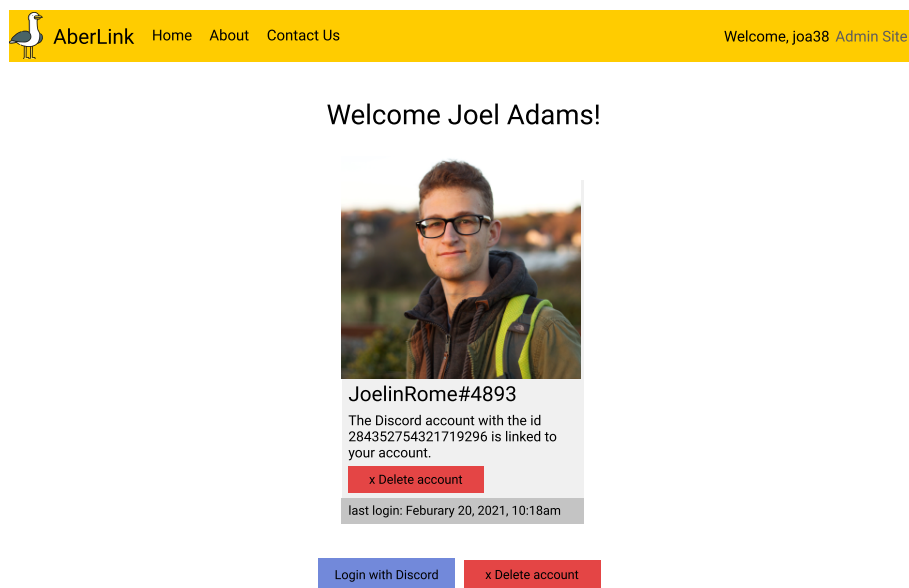 AberLink Home About Contact Us Welcome, joa38 Admin Site
Welcome Joel Adams!
JoelinRome#4893
The Discord account with the id
284352754321719296 is linked to
your account.
x Delete account
last login: Feburary 20, 2021, 10:18am
Login with Discord x Delete account